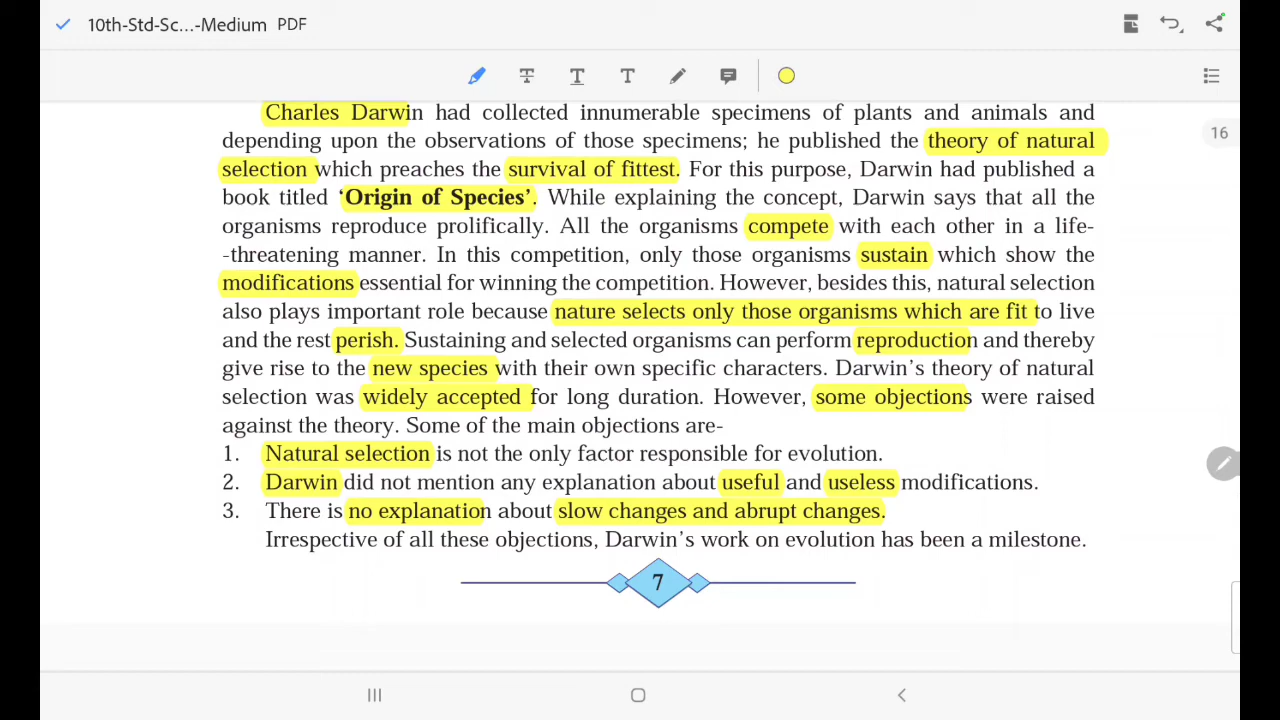 10th-Std-Sc...-Medium PDF
Charles Darwin had collected innumerable specimens of plants and animals and
16
depending upon the observations of those specimens; he published the theory of natural
selection which preaches the survival of fittest. For this purpose, Darwin had published a
book titled ‘Origin of Species’. While explaining the concept, Darwin says that all the
organisms reproduce prolifically. All the organisms compete with each other in a life-
-threatening manner. In this competition, only those organisms sustain which show the
modifications essential for winning the competition. However, besides this, natural selection
also plays important role because nature selects only those organisms which are fit to live
and the rest perish. Sustaining and selected organisms can perform reproduction and thereby
give rise to the new species with their own specific characters. Darwin’s theory of natural
selection was widely accepted for long duration. However, some objections were raised
against the theory. Some of the main objections are-
1. Natural selection is not the only factor responsible for evolution.
2. Darwin did not mention any explanation about useful and useless modifications.
3. There is no explanation about slow changes and abrupt changes.
Irrespective of all these objections, Darwin’s work on evolution has been a milestone.
7